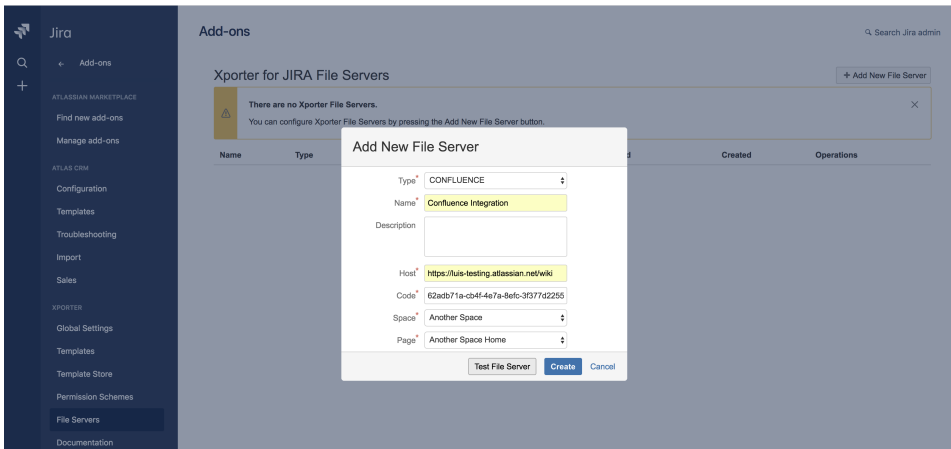 Jira
Add-ons
Search Jira admin
← Add-ons
Xporter for JIRA File Servers
+ Add New File Server
ATLASSIAN MARKETPLACE
There are no Xporter File Servers.
You can configure Xporter File Servers by pressing the Add New File Server button.
Find new add-ons
Manage add-ons
Name Type Created Operations
ATLAS CRM
Configuration
Templates
Troubleshooting
Import
Sales
XPORTER
Global Settings
Templates
Template Store
Permission Schemes
File Servers
Documentation
Add New File Server
Type* CONFLUENCE
Name* Confluence Integration
Description
Host* https://luis-testing.atlassian.net/wiki
Code* 62adb71a-cb4f-4e7a-8efc-3f377d2255
Space* Another Space
Page* Another Space Home
Test File Server Create Cancel